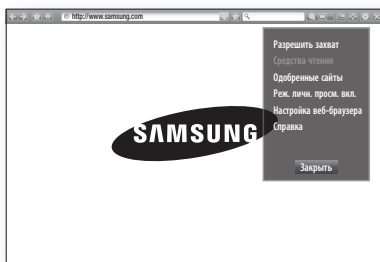 http://www.samsung.com
Разрешить захват
Средства чтения
Одобренные сайты
Реж. личн. просм. вкл.
Настройка веб-браузера
Справка
SAMSUNG
Закрыть